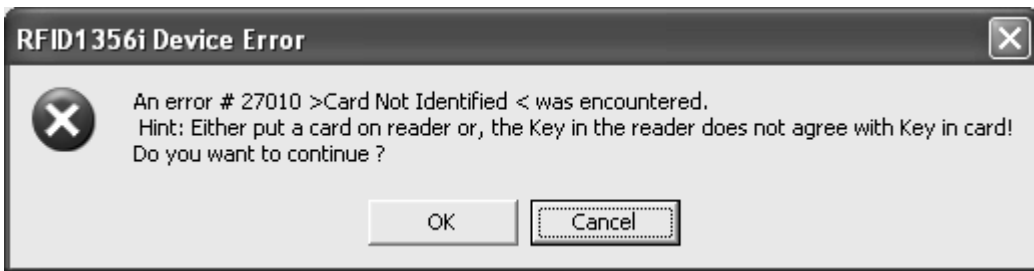 RFID1356i Device Error
An error # 27010 >Card Not Identified < was encountered.
Hint: Either put a card on reader or, the Key in the reader does not agree with Key in card!
Do you want to continue ?
OK
Cancel